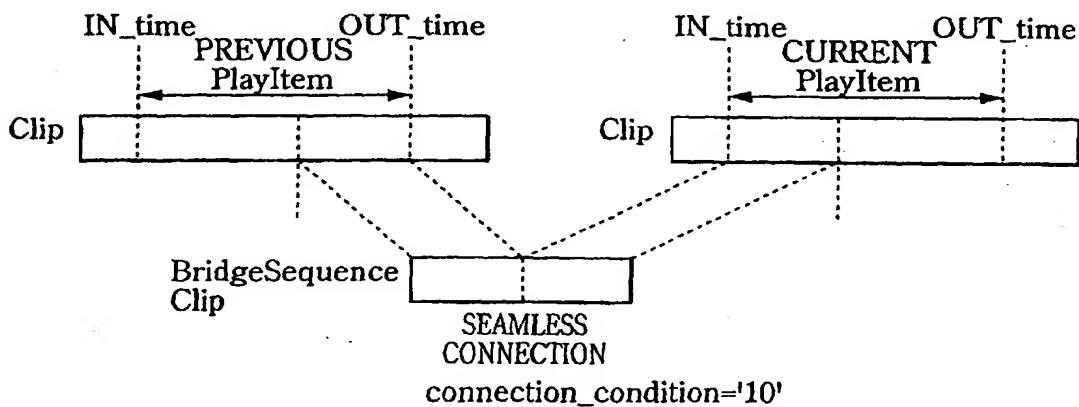 IN_time OUT_time
PREVIOUS
PlayItem
Clip
IN_time OUT_time
CURRENT
PlayItem
Clip
BridgeSequence
Clip
SEAMLESS
CONNECTION
connection_condition='10'